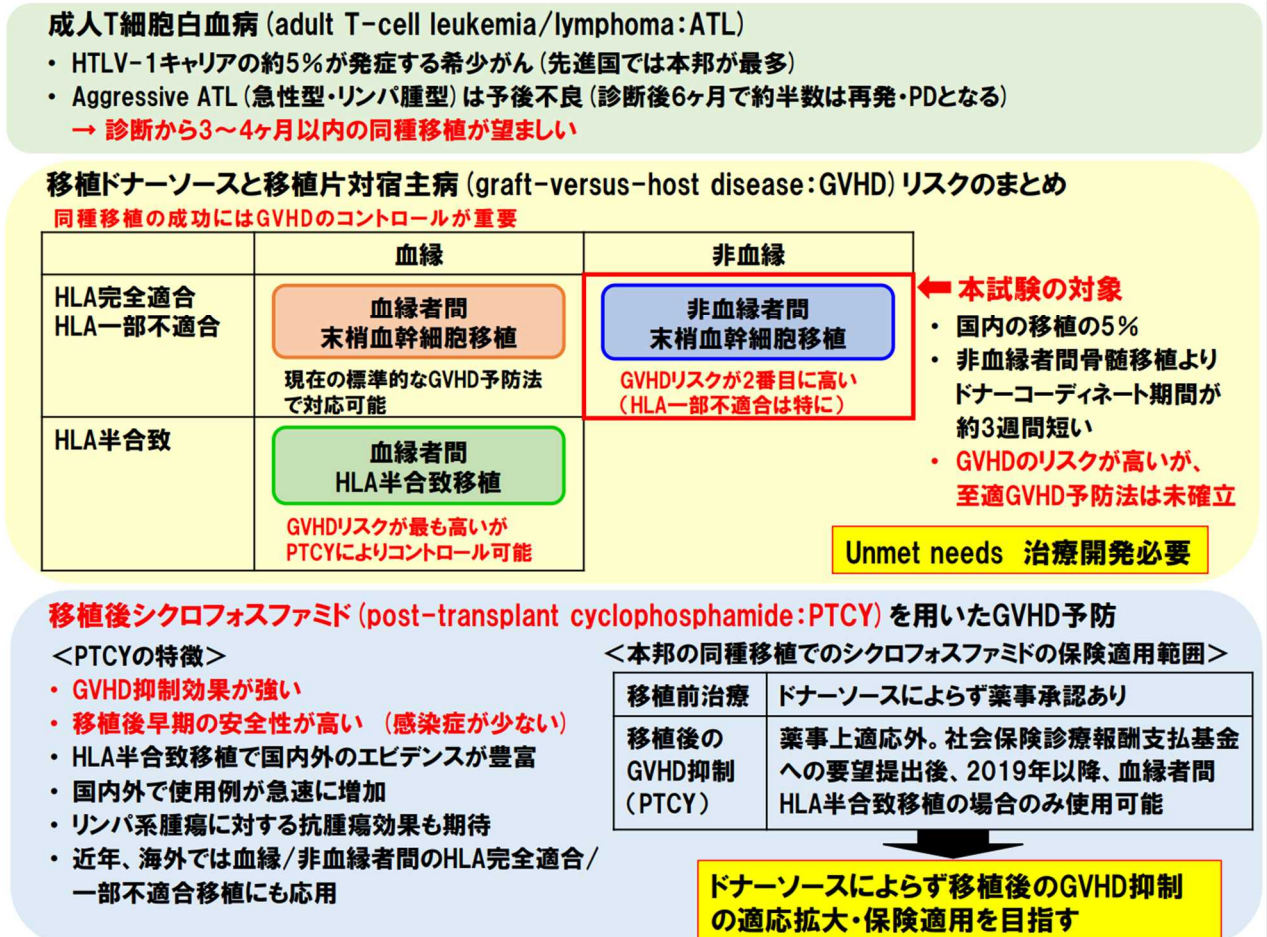 成人T細胞白血病(adult T-cell leukemia/lymphoma:ATL)
・ HTLV-1キャリアの約5%が発症する希少がん(先進国では本邦が最多)
・ Aggressive ATL(急性型・リンパ腫型)は予後不良(診断後6ヶ月で約半数は再発・PDとなる)
→ 診断から3～4ヶ月以内の同種移植が望ましい
移植ドナーソースと移植片対宿主病(graft-versus-host disease:GVHD)リスクのまとめ
同種移植の成功にはGVHDのコントロールが重要
血縁
非血縁
HLA完全適合
HLA一部不適合
血縁者間
末梢血幹細胞移植
現在の標準的なGVHD予防法
で対応可能
非血縁者間
末梢血幹細胞移植
GVHDリスクが2番目に高い
(HLA一部不適合は特に)
HLA半合致
血縁者間
HLA半合致移植
GVHDリスクが最も高いが
PTCYによりコントロール可能
⬅ 本試験の対象
・ 国内の移植の5%
・ 非血縁者間骨髄移植より
ドナーコーディネート期間が
約3週間短い
・ GVHDのリスクが高いが、
至適GVHD予防法は未確立
Unmet needs 治療開発必要
移植後シクロフォスファミド(post-transplant cyclophosphamide:PTCY)を用いたGVHD予防
<PTCYの特徴>
・ GVHD抑制効果が強い
・ 移植後早期の安全性が高い (感染症が少ない)
・ HLA半合致移植で国内外のエビデンスが豊富
・ 国内外で使用例が急速に増加
・ リンパ系腫瘍に対する抗腫瘍効果も期待
・ 近年、海外では血縁/非血縁者間のHLA完全適合/
一部不適合移植にも応用
<本邦の同種移植でのシクロフォスファミドの保険適用範囲>
移植前治療
ドナーソースによらず薬事承認あり
移植後の
GVHD抑制
(PTCY)
薬事上適応外。社会保険診療報酬支払基金
への要望提出後、2019年以降、血縁者間
HLA半合致移植の場合のみ使用可能
ドナーソースによらず移植後のGVHD抑制
の適応拡大・保険適用を目指す